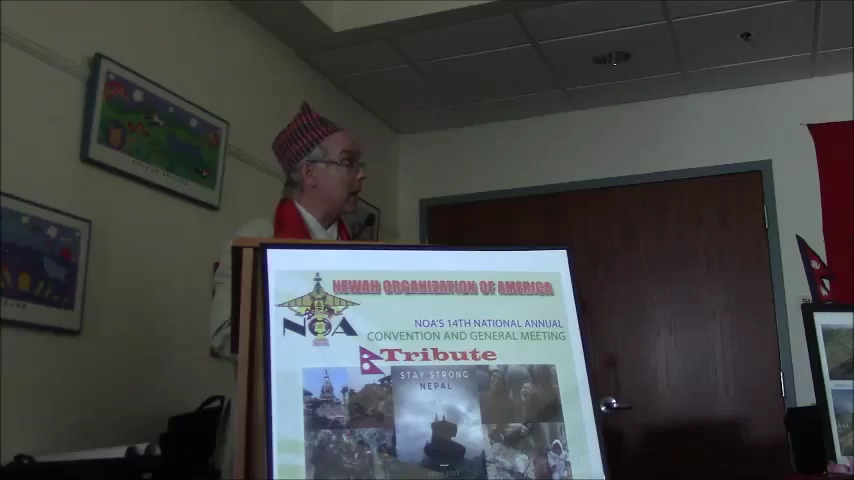 NEWAH ORGANIZATION OF AMERICA
NOA
NOA'S 14TH NATIONAL ANNUAL
CONVENTION AND GENERAL MEETING
Tribute
STAY STRONG
NEPAL